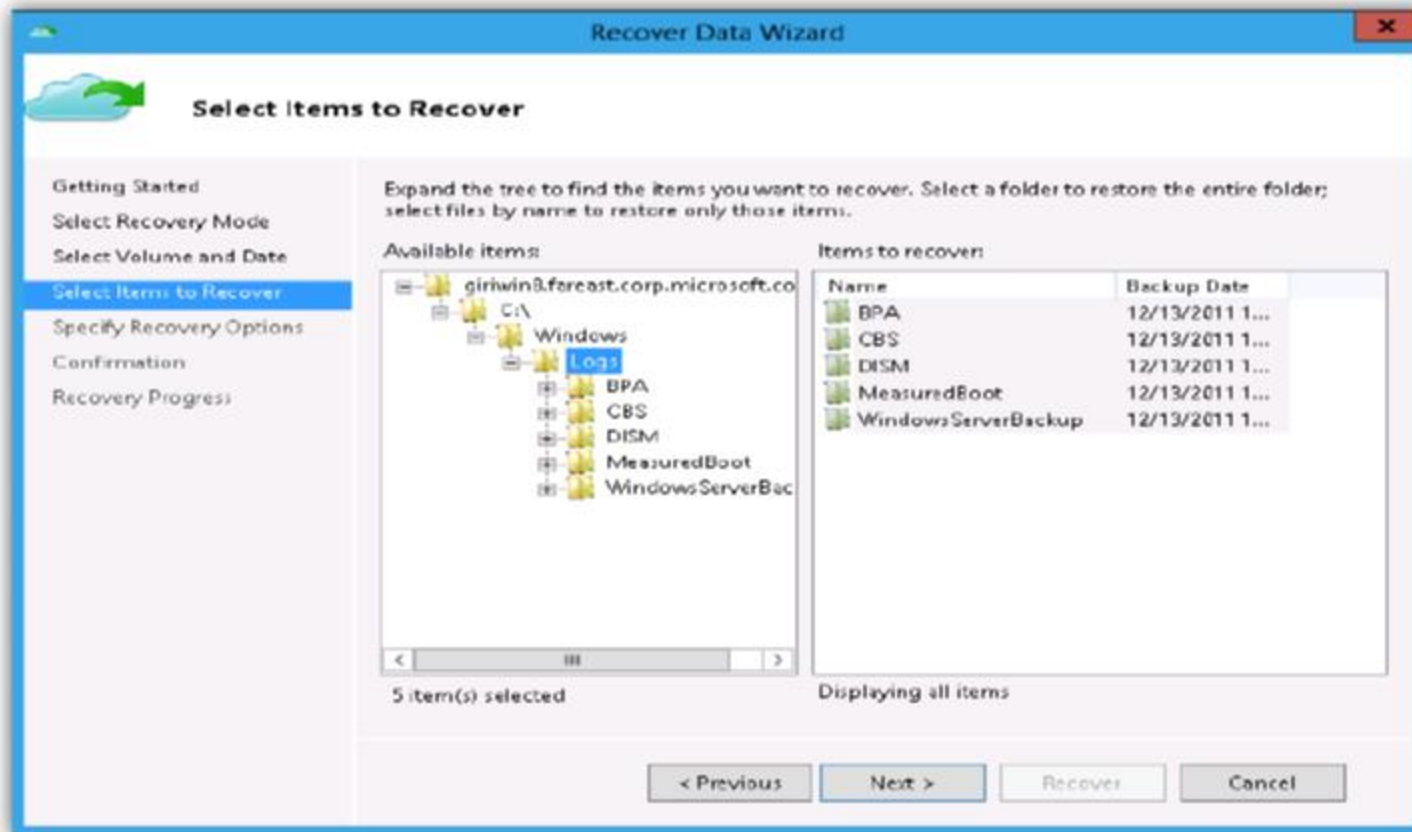 Recover Data Wizard
Select Items to Recover
Getting Started
Select Recovery Mode
Select Volume and Date
Select Items to Recover
Specify Recovery Options
Confirmation
Recovery Progress
Expand the tree to find the items you want to recover. Select a folder to restore the entire folder;
select files by name to restore only those items.
Available items:
giriwin8.fareast.corp.microsoft.co
C:\
Windows
Logs
BPA
CBS
DISM
MeasuredBoot
WindowsServerBac
5 item(s) selected
Items to recover:
Name Backup Date
BPA 12/13/2011 1...
CBS 12/13/2011 1...
DISM 12/13/2011 1...
MeasuredBoot 12/13/2011 1...
WindowsServerBackup 12/13/2011 1...
Displaying all items
< Previous
Next >
Recover
Cancel